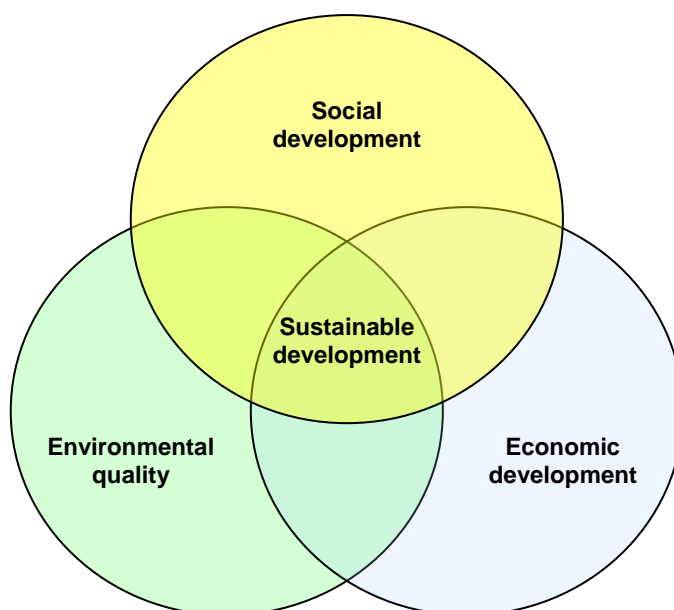 Social
development
Sustainable
development
Environmental
quality
Economic
development